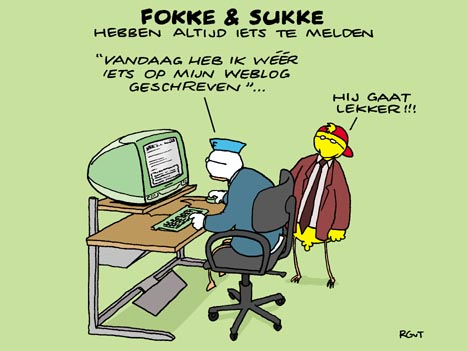 FOKKE & SUKKE
HEBBEN ALTIJD IETS TE MELDEN
"VANDAAG HEB IK WÉÉR
IETS OP MIJN WEBLOG
GESCHREVEN"...
HIJ GAAT
LEKKER!!!
F
RGvT